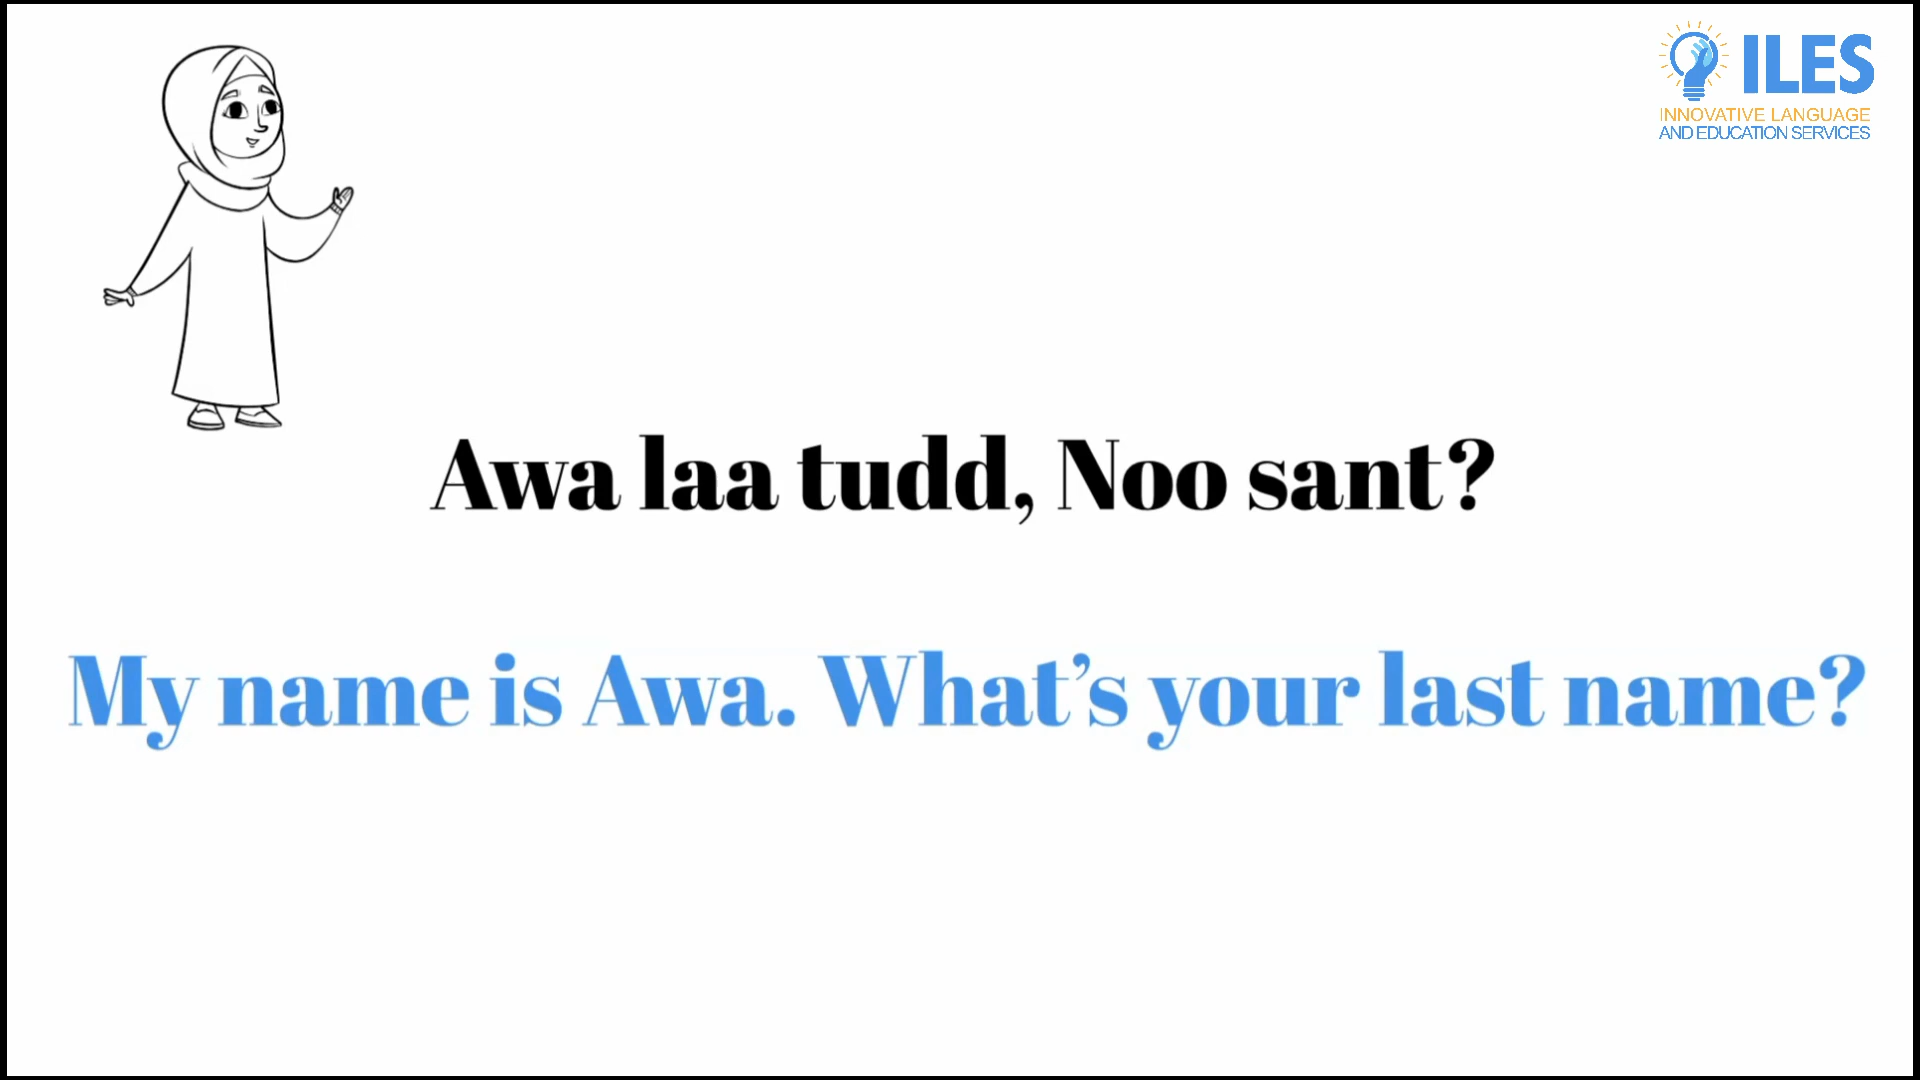 ILES
INNOVATIVE LANGUAGE
AND EDUCATION SERVICES
Awa laa tudd, Noo sant?
My name is Awa. What’s your last name?